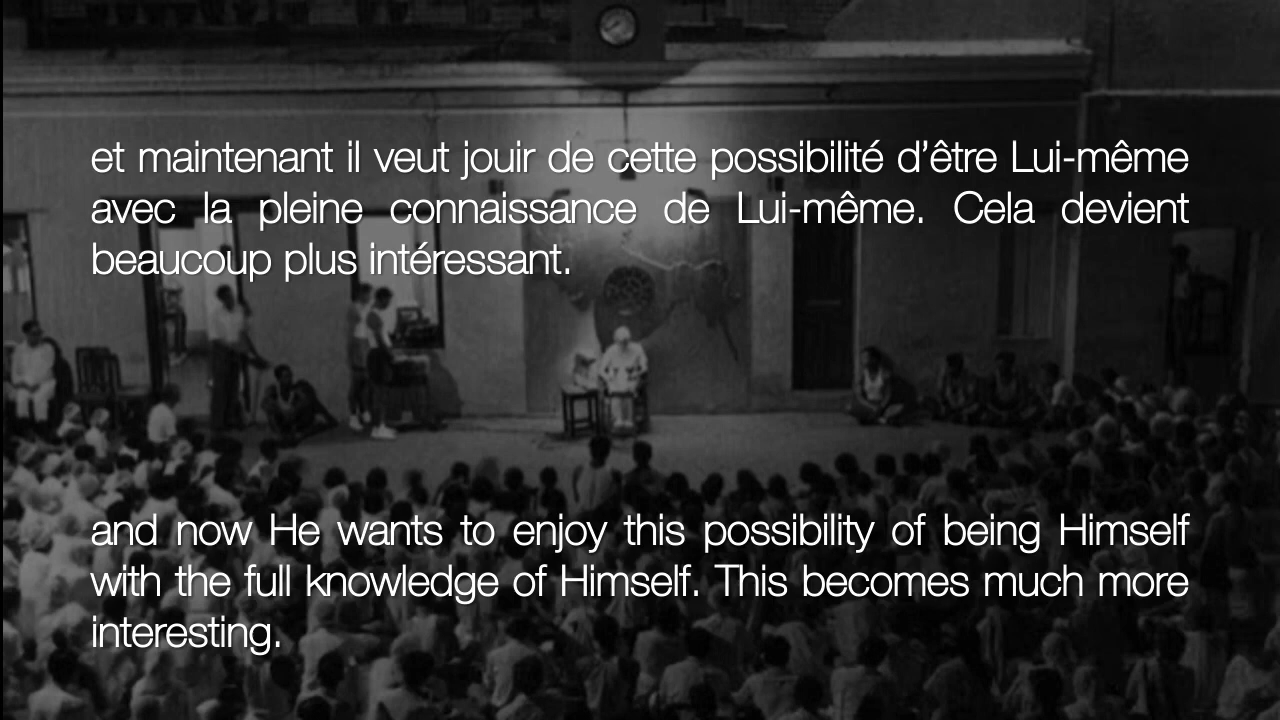 et maintenant il veut jouir de cette possibilité d’être Lui-même
avec la pleine connaissance de Lui-même. Cela devient
beaucoup plus intéressant.
and now He wants to enjoy this possibility of being Himself
with the full knowledge of Himself. This becomes much more
interesting.